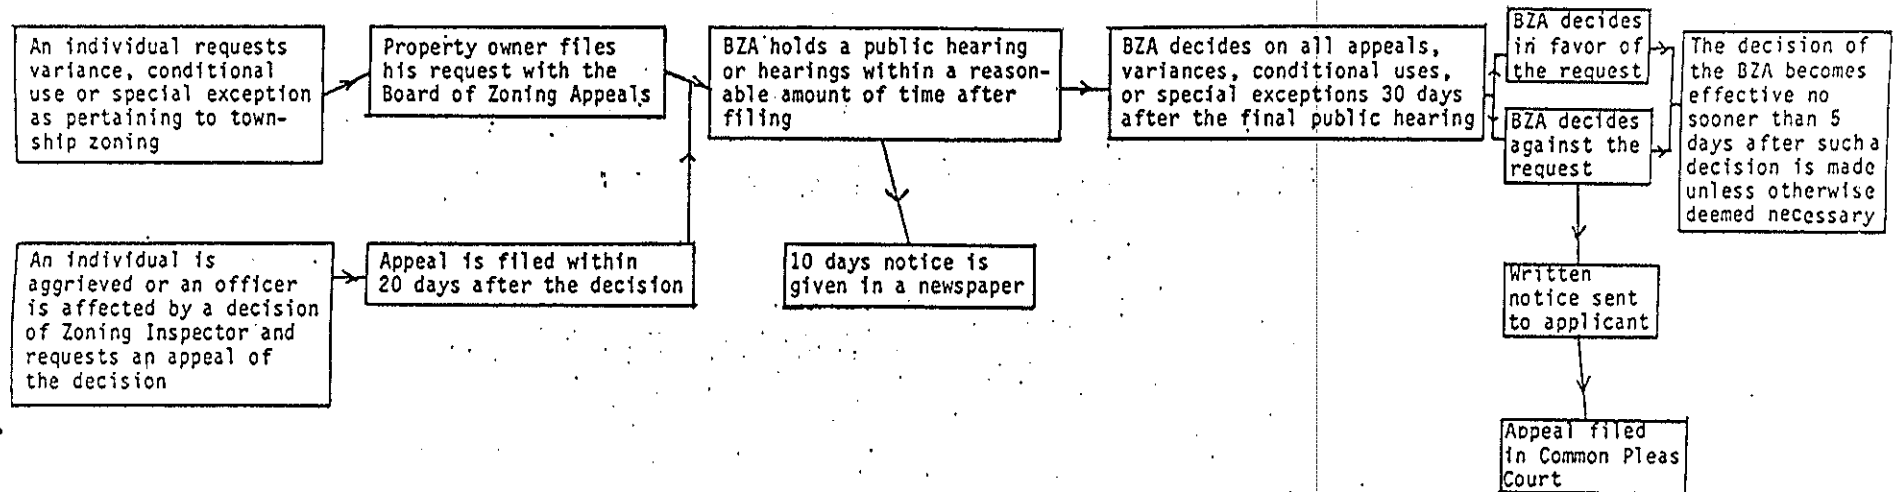 An individual requests
variance, conditional
use or special exception
as pertaining to town-
ship zoning
Property owner files
his request with the
Board of Zoning Appeals
BZA holds a public hearing
or hearings within a reason-
able amount of time after
filing
BZA decides on all appeals,
variances, conditional uses,
or special exceptions 30 days
after the final public hearing
BZA decides
in favor of
the request
BZA decides
against the
request
The decision of
the BZA becomes
effective no
sooner than 5
days after such a
decision is made
unless otherwise
deemed necessary
An individual is
aggrieved or an officer
is affected by a decision
of Zoning Inspector and
requests an appeal of
the decision
Appeal is filed within
20 days after the decision
10 days notice is
given in a newspaper
Written
notice sent
to applicant
Appeal filed
in Common Pleas
Court